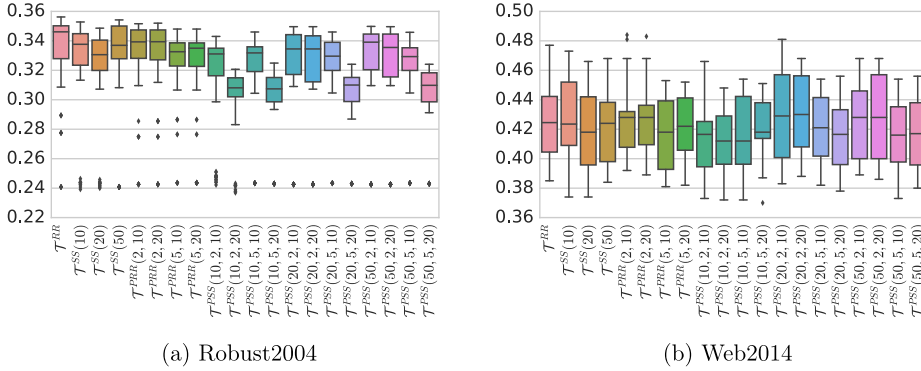 0.36
0.34
0.32
0.30
0.28
0.26
0.24
0.22
𝒯^RR
𝒯^SS(10)
𝒯^SS(20)
𝒯^SS(50)
𝒯^PRR(2, 10)
𝒯^PRR(2, 20)
𝒯^PRR(5, 10)
𝒯^PRR(5, 20)
𝒯^PSS(10, 2, 10)
𝒯^PSS(10, 2, 20)
𝒯^PSS(10, 5, 10)
𝒯^PSS(10, 5, 20)
𝒯^PSS(20, 2, 10)
𝒯^PSS(20, 2, 20)
𝒯^PSS(20, 5, 10)
𝒯^PSS(20, 5, 20)
𝒯^PSS(50, 2, 10)
𝒯^PSS(50, 2, 20)
𝒯^PSS(50, 5, 10)
𝒯^PSS(50, 5, 20)
(a) Robust2004
0.50
0.48
0.46
0.44
0.42
0.40
0.38
0.36
𝒯^RR
𝒯^SS(10)
𝒯^SS(20)
𝒯^SS(50)
𝒯^PRR(2, 10)
𝒯^PRR(2, 20)
𝒯^PRR(5, 10)
𝒯^PRR(5, 20)
𝒯^PSS(10, 2, 10)
𝒯^PSS(10, 2, 20)
𝒯^PSS(10, 5, 10)
𝒯^PSS(10, 5, 20)
𝒯^PSS(20, 2, 10)
𝒯^PSS(20, 2, 20)
𝒯^PSS(20, 5, 10)
𝒯^PSS(20, 5, 20)
𝒯^PSS(50, 2, 10)
𝒯^PSS(50, 2, 20)
𝒯^PSS(50, 5, 10)
𝒯^PSS(50, 5, 20)
(b) Web2014